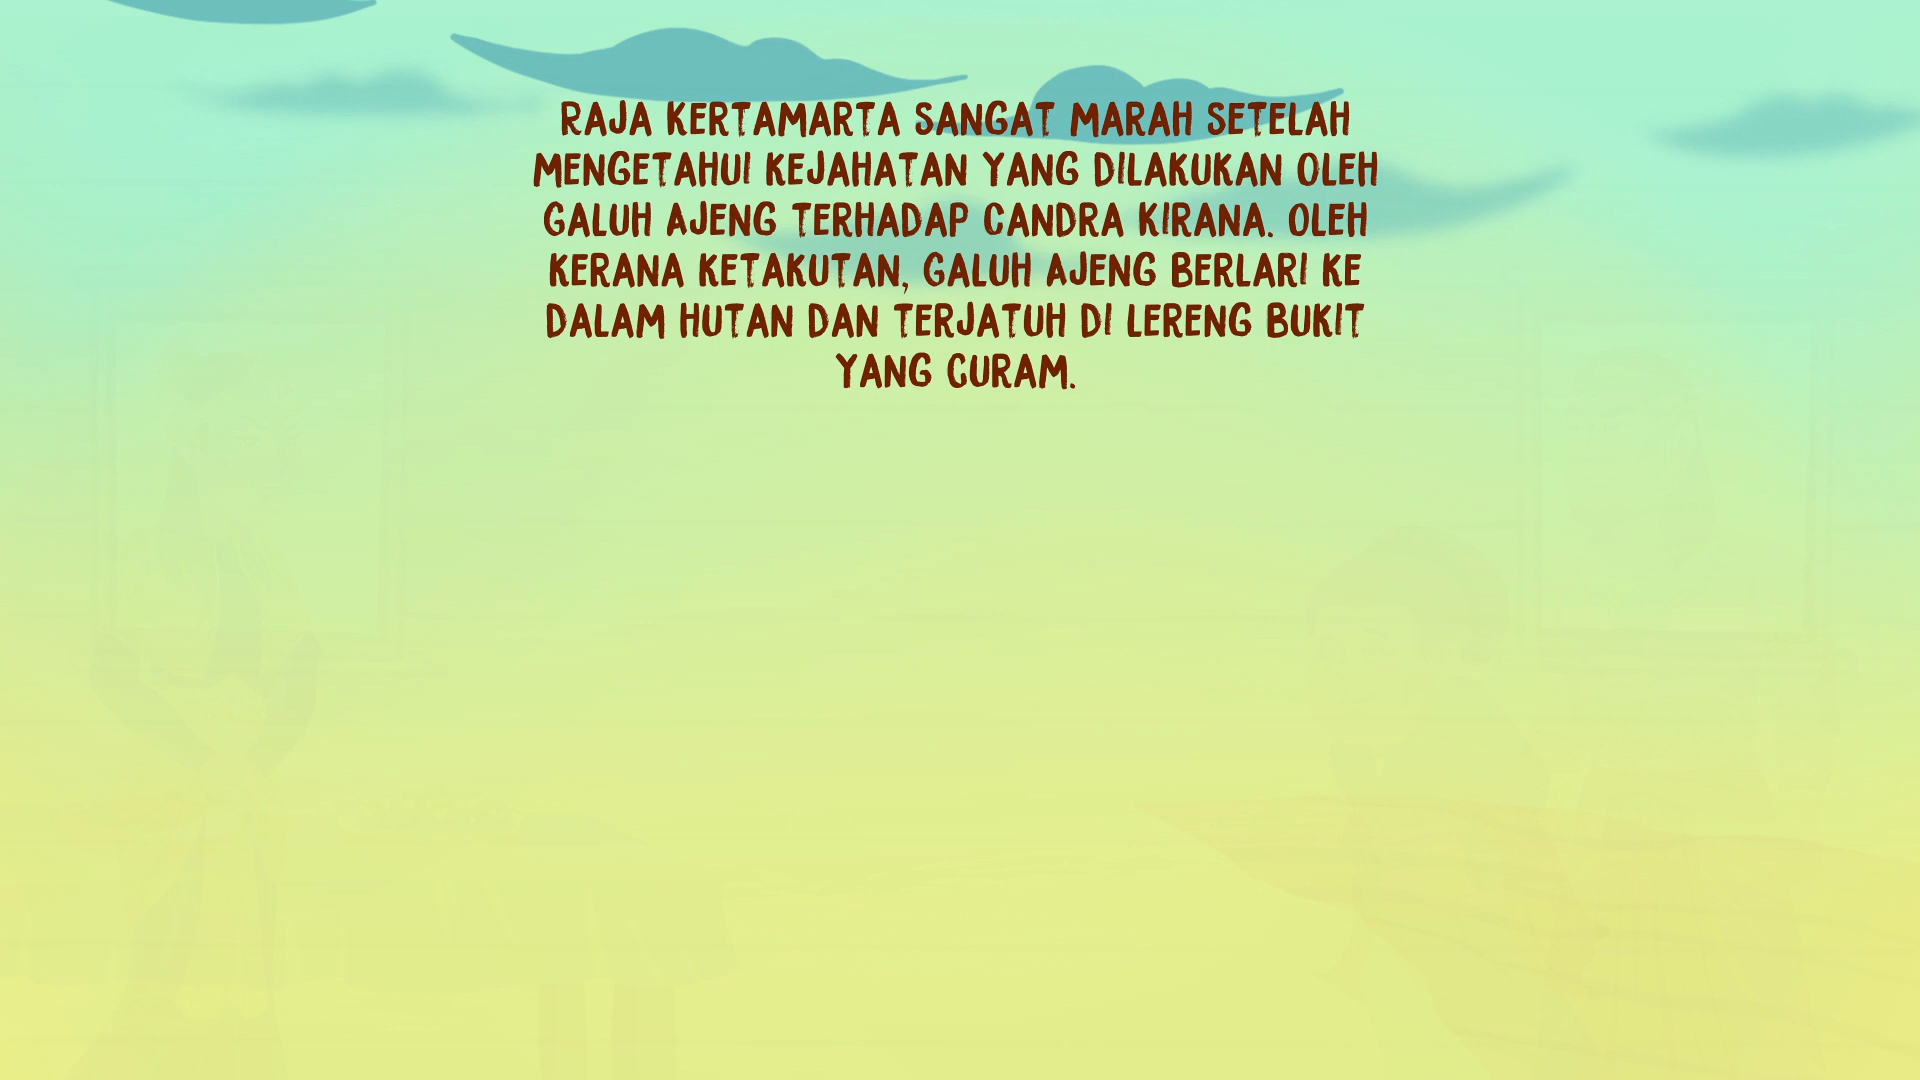 RAJA KERTAMARTA SANGAT MARAH SETELAH
MENGETAHUI KEJAHATAN YANG DILAKUKAN OLEH
GALUH AJENG TERHADAP CANDRA KIRANA. OLEH
KERANA KETAKUTAN, GALUH AJENG BERLARI KE
DALAM HUTAN DAN TERJATUH DI LERENG BUKIT
YANG CURAM.